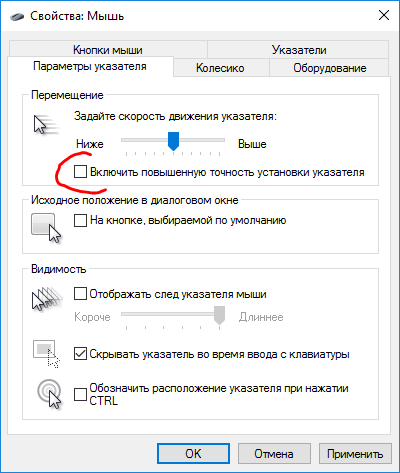 Свойства: Мышь
Кнопки мыши Указатели
Параметры указателя Колесико Оборудование
Перемещение
Задайте скорость движения указателя:
Ниже Выше
Включить повышенную точность установки указателя
Исходное положение в диалоговом окне
На кнопке, выбираемой по умолчанию
Видимость
Отображать след указателя мыши
Короче Длиннее
Скрывать указатель во время ввода с клавиатуры
Обозначить расположение указателя при нажатии
CTRL
OK Отмена Применить